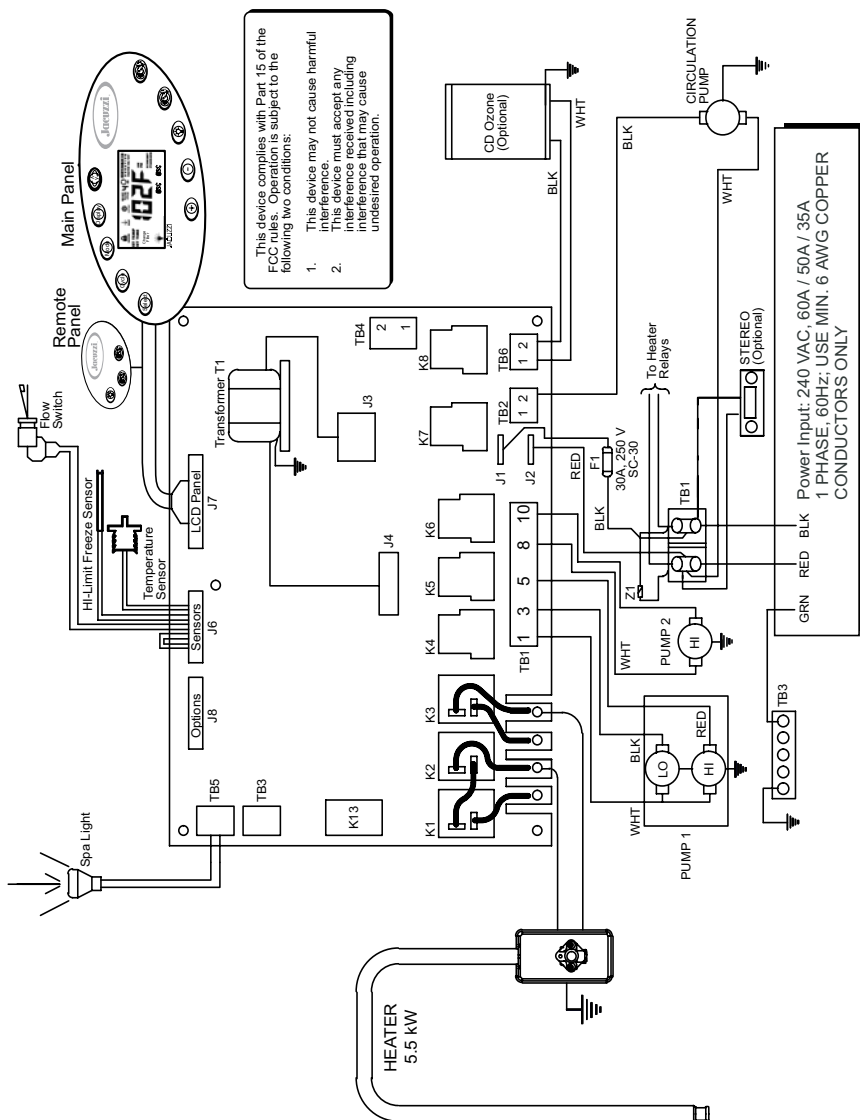 Main Panel
Jacuzzi
102F
JACUZZI
Remote
Panel
Jacuzzi
Flow
Switch
HI-Limit Freeze Sensor
Temperature
Sensor
Spa Light
This device complies with Part 15 of the
FCC rules. Operation is subject to the
following two conditions:
1. This device may not cause harmful
interference.
2. This device must accept any
interference received including
interference that may cause
undesired operation.
TB5
TB3
Options
J8
Sensors
J6
LCD Panel
J7
Transformer T1
TB4
2
1
K13
J4
J3
K1
K2
K3
K4
K5
K6
K7
K8
TB1
1
3
5
8
10
J1
J2
TB2
1 2
TB6
1 2
CD Ozone
(Optional)
BLK
WHT
CIRCULATION
PUMP
BLK
WHT
RED
F1
30A, 250 V
SC-30
BLK
To Heater
Relays
TB1
Z1
STEREO
(Optional)
WHT
PUMP 2
HI
BLK
RED
LO
HI
WHT
PUMP 1
HEATER
5.5 kW
TB3
GRN
RED
BLK
Power Input: 240 VAC, 60A / 50A / 35A
1 PHASE, 60Hz; USE MIN. 6 AWG COPPER
CONDUCTORS ONLY